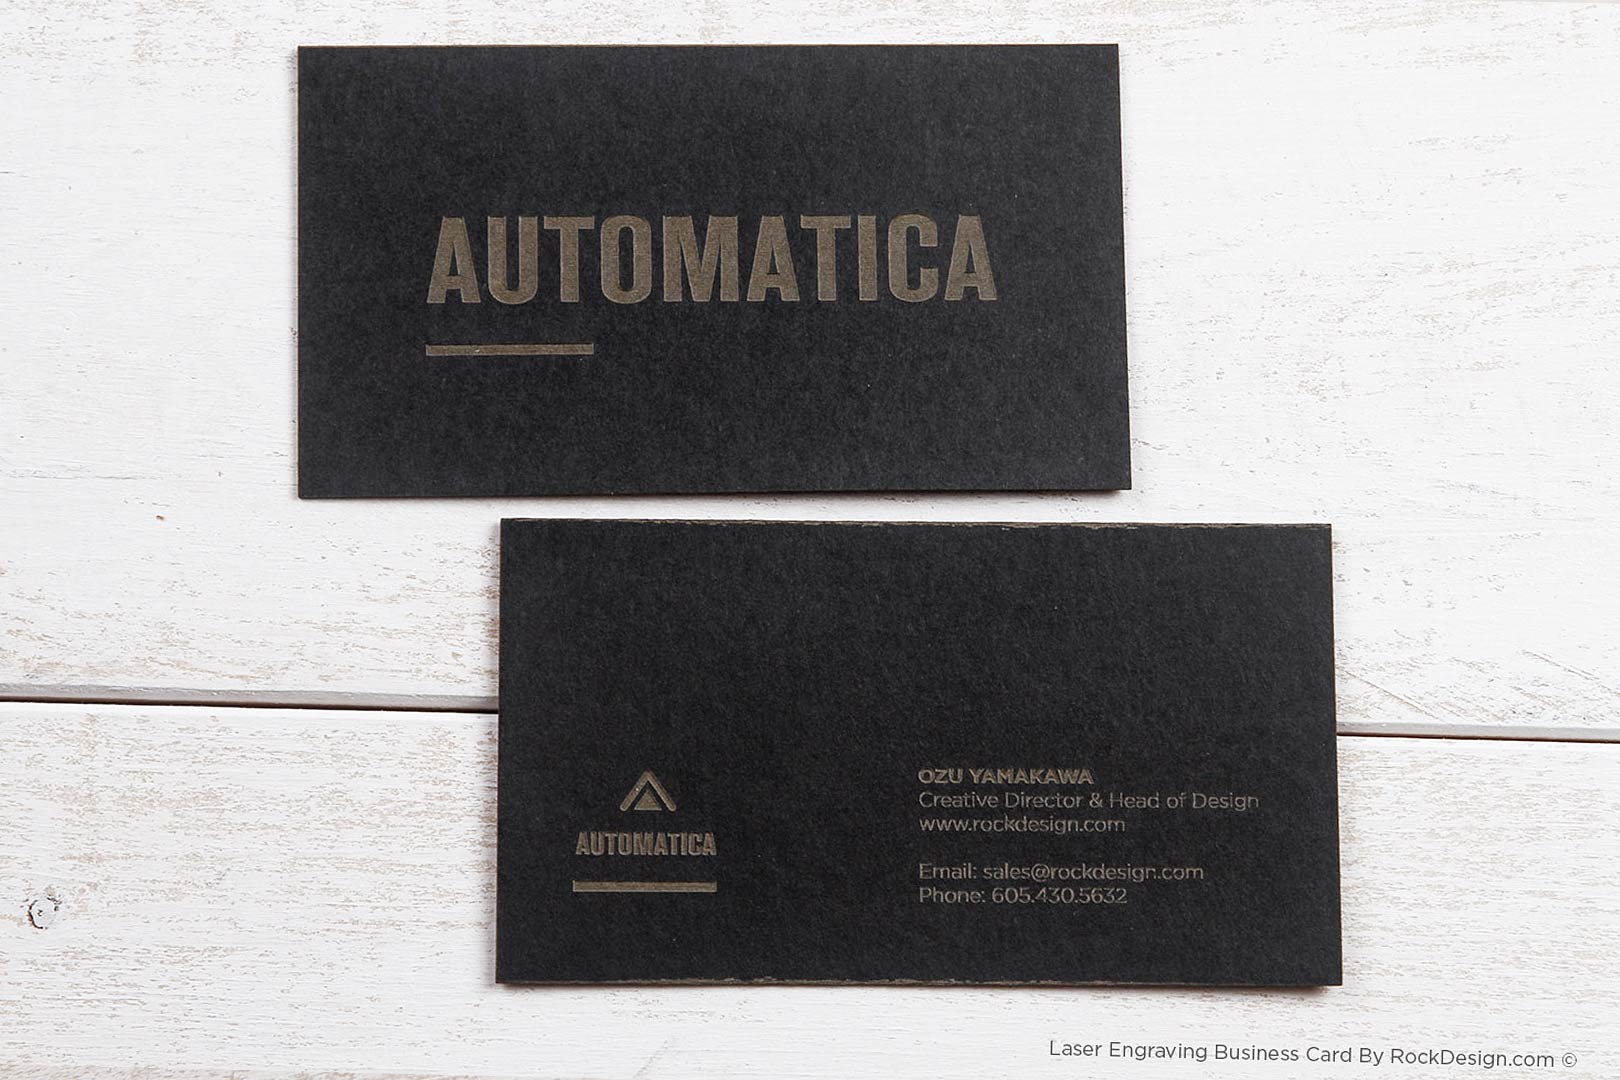 AUTOMATICA
AUTOMATICA
OZU YAMAKAWA
Creative Director & Head of Design
www.rockdesign.com
Email: sales@rockdesign.com
Phone: 605.430.5632
Laser Engraving Business Card By RockDesign.com ©